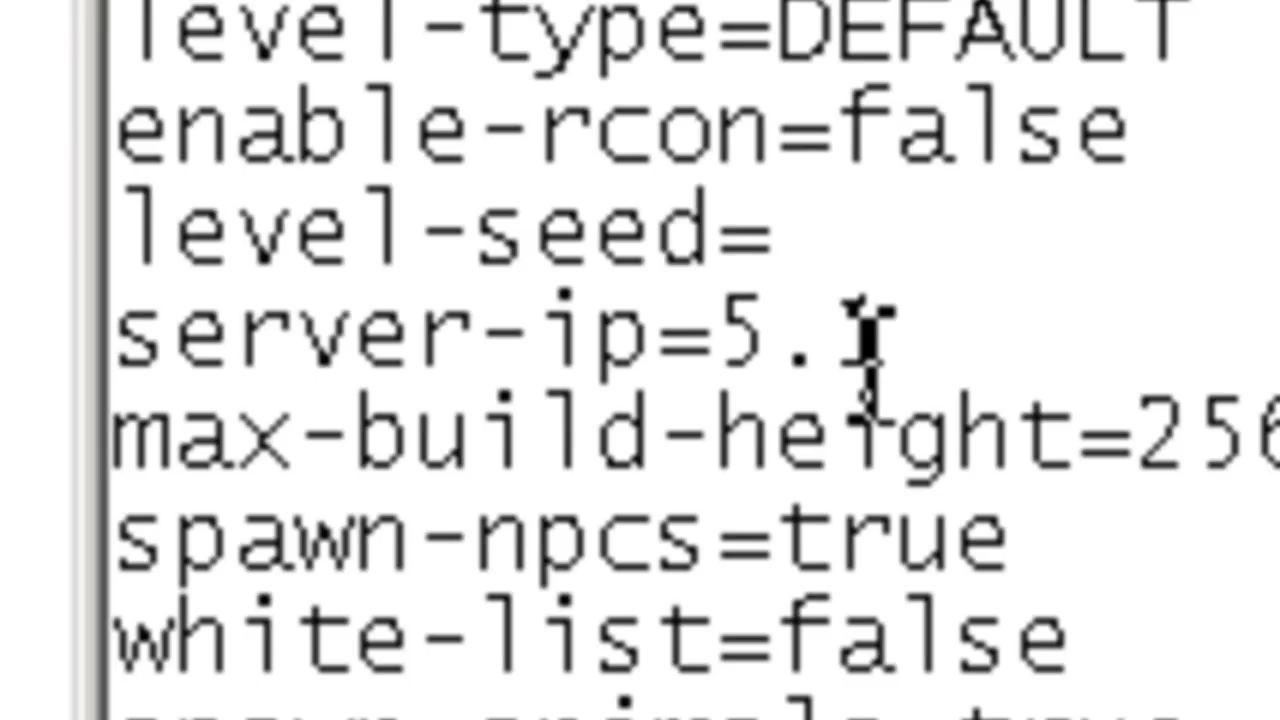 level-type=DEFAULT
enable-rcon=false
level-seed=
server-ip=5.
max-build-height=256
spawn-npcs=true
white-list=false